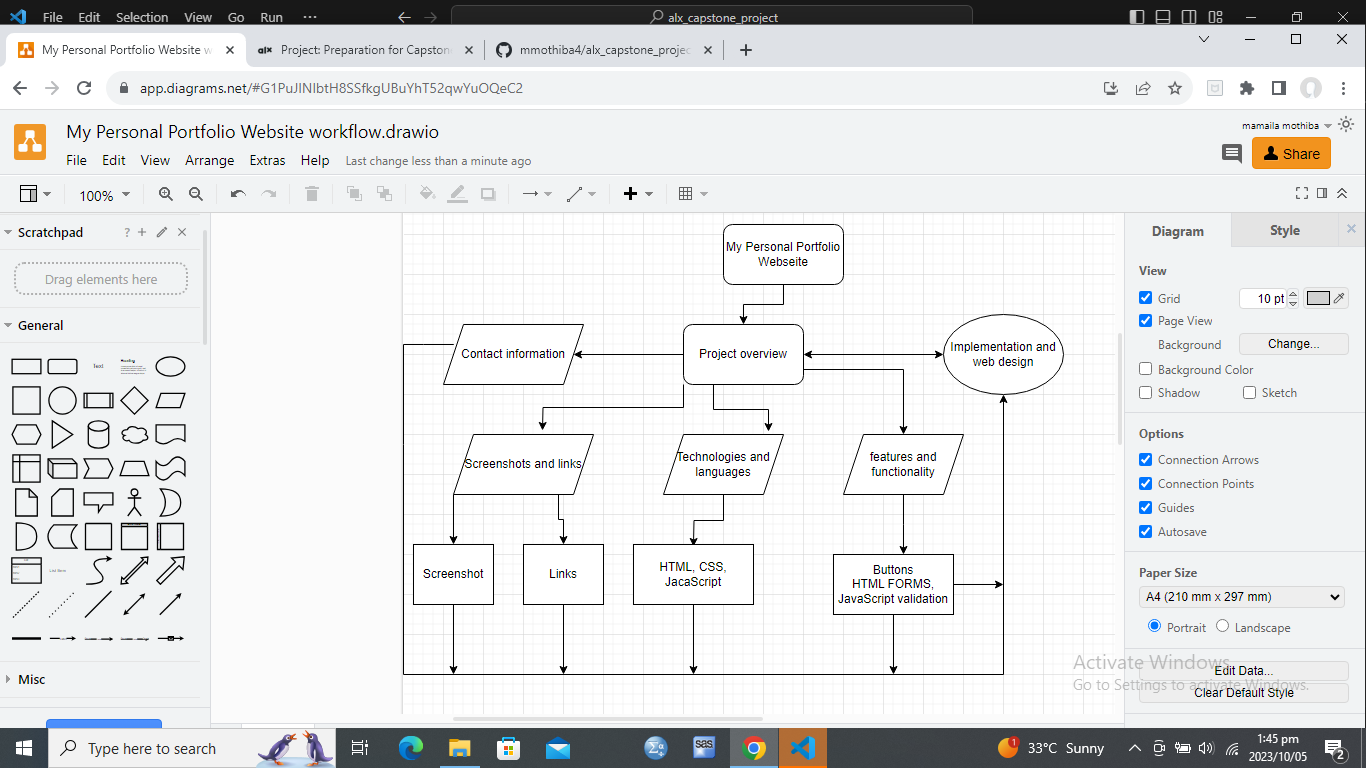 File Edit Selection View Go Run ···
alx_capstone_project
My Personal Portfolio Website w
alx Project: Preparation for Capston
mmothiba4/alx_capstone_projec
app.diagrams.net/#G1PuJINIbtH8SSfkgUBuYhT52qwYuOQeC2
My Personal Portfolio Website workflow.drawio
mamaila mothiba
File Edit View Arrange Extras Help Last change less than a minute ago
Share
100%
Scratchpad
?
Drag elements here
General
Text
Heading
List Item
Misc
My Personal Portfolio
Webseite
Contact information
Project overview
Implementation and
web design
Screenshots and links
Technologies and
languages
features and
functionality
Screenshot
Links
HTML, CSS,
JacaScript
Buttons
HTML FORMS,
JavaScript validation
Diagram
Style
View
Grid
10 pt
Page View
Background
Change...
Background Color
Shadow
Sketch
Options
Connection Arrows
Connection Points
Guides
Autosave
Paper Size
A4 (210 mm x 297 mm)
Portrait
Landscape
Edit Data...
Clear Default Style
Activate Windows
Go to Settings to activate Windows.
Type here to search
sas
1
33°C Sunny
1:45 pm
2023/10/05
2